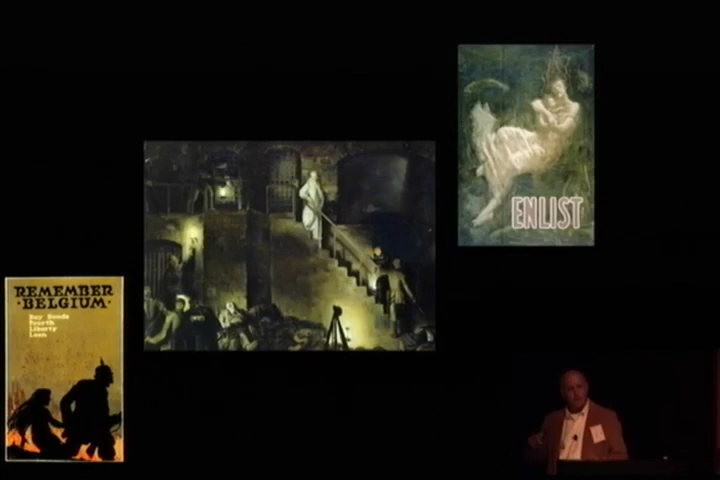 REMEMBER
·BELGIUM·
Buy Bonds
Fourth
Liberty
Loan
ENLIST